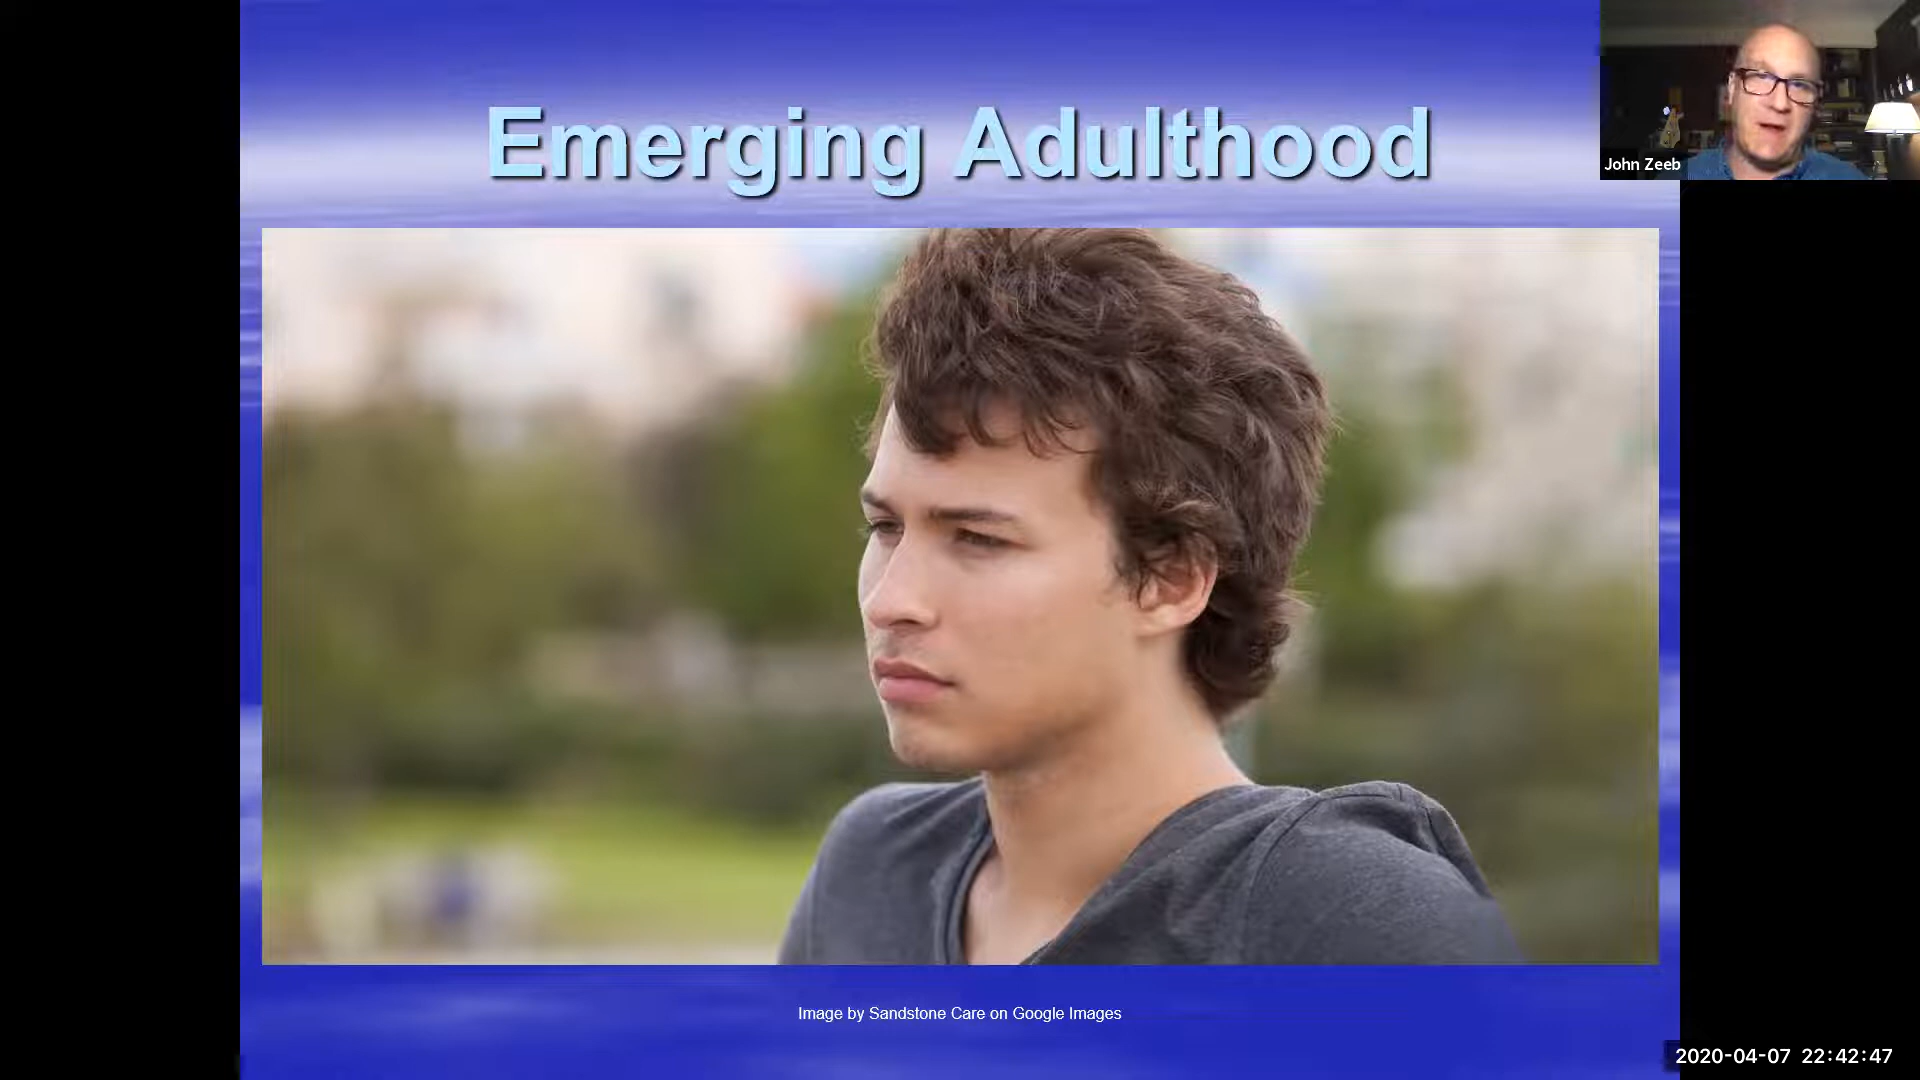 Emerging Adulthood
John Zeeb
Image by Sandstone Care on Google Images
2020-04-07 22:42:47